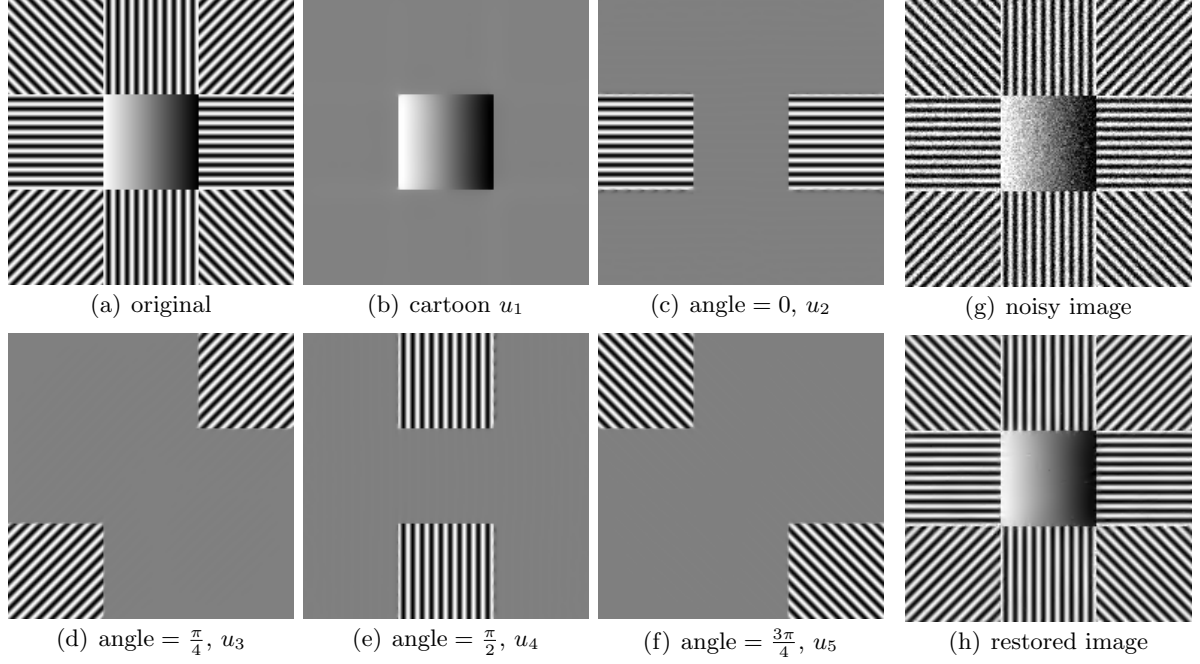 (a) original
(b) cartoon u₁
(c) angle = 0, u₂
(g) noisy image
(d) angle = π/4, u₃
(e) angle = π/2, u₄
(f) angle = 3π/4, u₅
(h) restored image